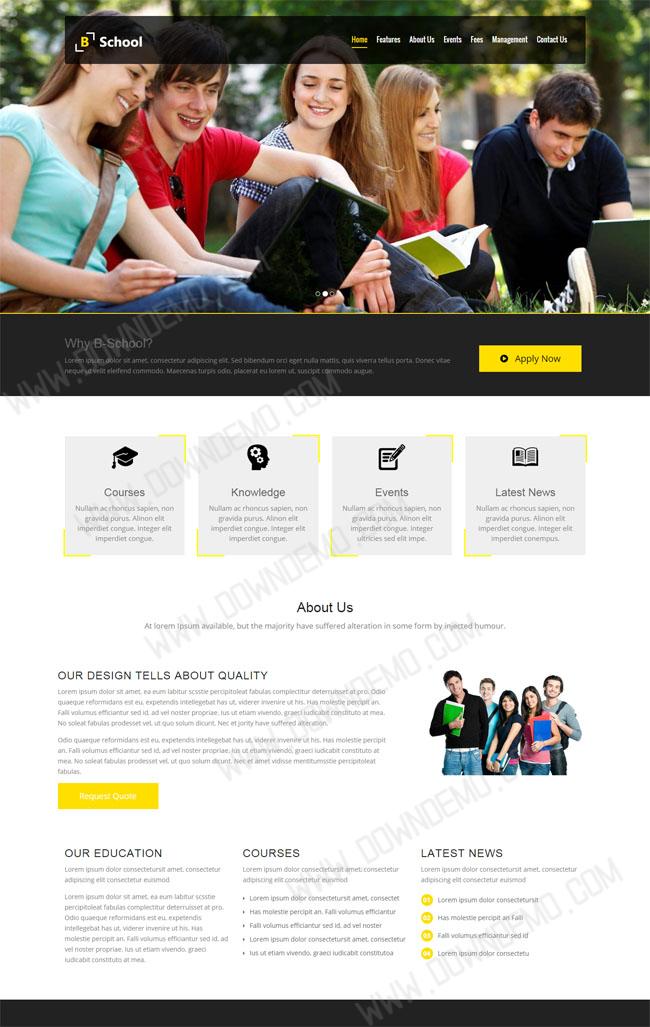 B School
Home Features About Us Events Fees Management Contact Us
Why B-School?
Lorem ipsum dolor sit amet, consectetur adipiscing elit. Sed bibendum orci eget nulla mattis, quis viverra tellus porta. Donec vitae
neque ut velit eleifend commodo. Maecenas turpis odio, placerat eu lorem ut, suscipit commodo augue.
Apply Now
Courses
Nullam ac rhoncus sapien, non
gravida purus. Alinon elit
imperdiet congue. Integer elit
imperdiet congue.
Knowledge
Nullam ac rhoncus sapien, non
gravida purus. Alinon elit
imperdiet congue. Integer elit
imperdiet congue.
Events
Nullam ac rhoncus sapien, non
gravida purus. Alinon elit
imperdiet congue. Integer
ultricies sed elit impe.
Latest News
Nullam ac rhoncus sapien, non
gravida purus. Alinon elit
imperdiet congue. Integer elit
imperdiet conempus.
About Us
At lorem Ipsum available, but the majority have suffered alteration in some form by injected humour.
OUR DESIGN TELLS ABOUT QUALITY
Lorem ipsum dolor sit amet, ea eum labitur scsstie percipitoleat fabulas complectitur deterruisset at pro. Odio
quaeque reformidans est eu, expetendis intellegebat has ut, viderer invenire ut his. Has molestie percipit an.
Falli volumus efficiantur sed id, ad vel noster propriae. Ius ut etiam vivendo, graeci iudicabit constituto at mea.
No soleat fabulas prodesset vel, ut quo solum dicunt. Nec et jority have suffered alteration.
Odio quaeque reformidans est eu, expetendis intellegebat has ut, viderer invenire ut his. Has molestie percipit
an. Falli volumus efficiantur sed id, ad vel noster propriae. Ius ut etiam vivendo, graeci iudicabit constituto at
mea. No soleat fabulas prodesset vel, ut quo solum dicunt. Nec et amet vidisse mentitumsstie percipitoleat
fabulas.
Request Quote
OUR EDUCATION
Lorem ipsum dolor sit amet, consectetur
adipiscing elit consectetur euismod
Lorem ipsum dolor sit amet, ea eum labitur scsstie
percipitoleat fabulas complectitur deterruisset at pro.
Odio quaeque reformidans est eu, expetendis
intellegebat has ut, viderer invenire ut his. Has
molestie percipit an. Falli volumus efficiantur sed id,
ad vel noster propriae. Ius ut etiam vivendo, graeci
iudicabit constituto at mea.
COURSES
Lorem ipsum dolor sit amet, consectetur
adipiscing elit consectetur euismod
Lorem ipsum dolor consectetursit amet, consectet
Has molestie percipit an. Falli volumus efficiantur
Falli volumus efficiantur sed id, ad vel noster
Lorem ipsum dolor consectetursit amet, consectetur
Ius ut etiam vivendo, graeci iudicabit constitutoa
LATEST NEWS
Lorem ipsum dolor sit amet, consectetur
adipiscing elit consectetur euismod
01 Lorem ipsum dolor consectetursit
02 Has molestie percipit an Falli
03 Falli volumus efficiantur sed id
04 Lorem ipsum dolor consectetu
WWW.DOWNDEMO.COM
WWW.DOWNDEMO.COM
WWW.DOWNDEMO.COM
WWW.DOWNDEMO.COM
WWW.DOWNDEMO.COM
WWW.DOWNDEMO.COM